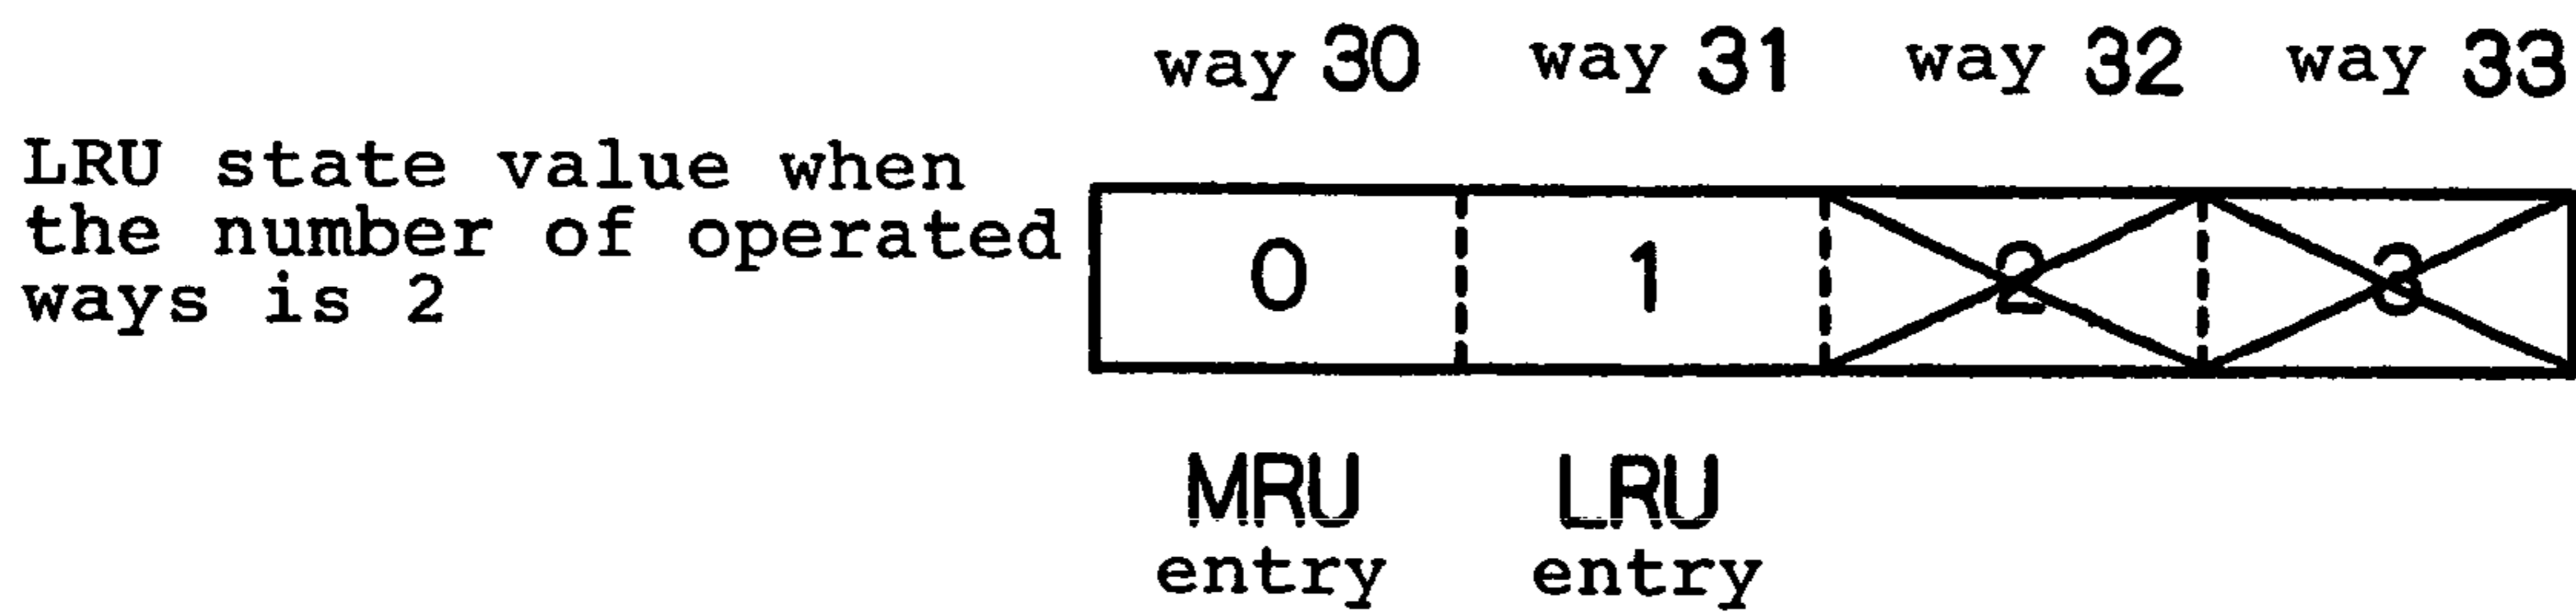 way 30 way 31 way 32 way 33
LRU state value when
the number of operated
ways is 2
0 1 2 3
MRU LRU
entry entry